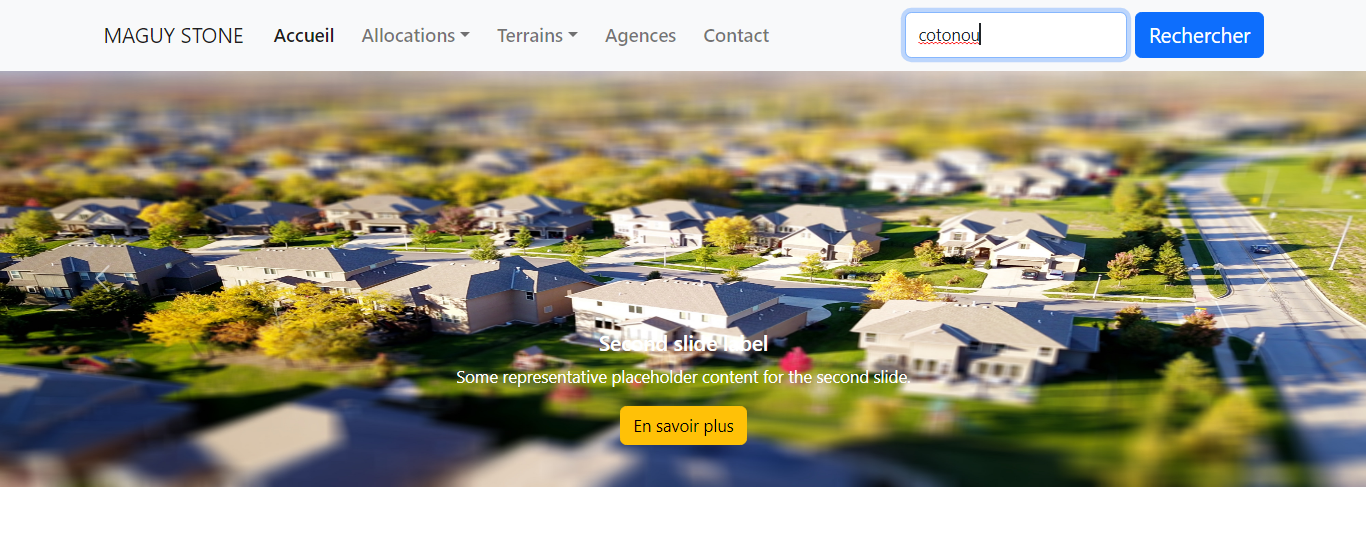 MAGUY STONE Accueil Allocations Terrains Agences Contact cotonou Rechercher
Second slide label
Some representative placeholder content for the second slide.
En savoir plus